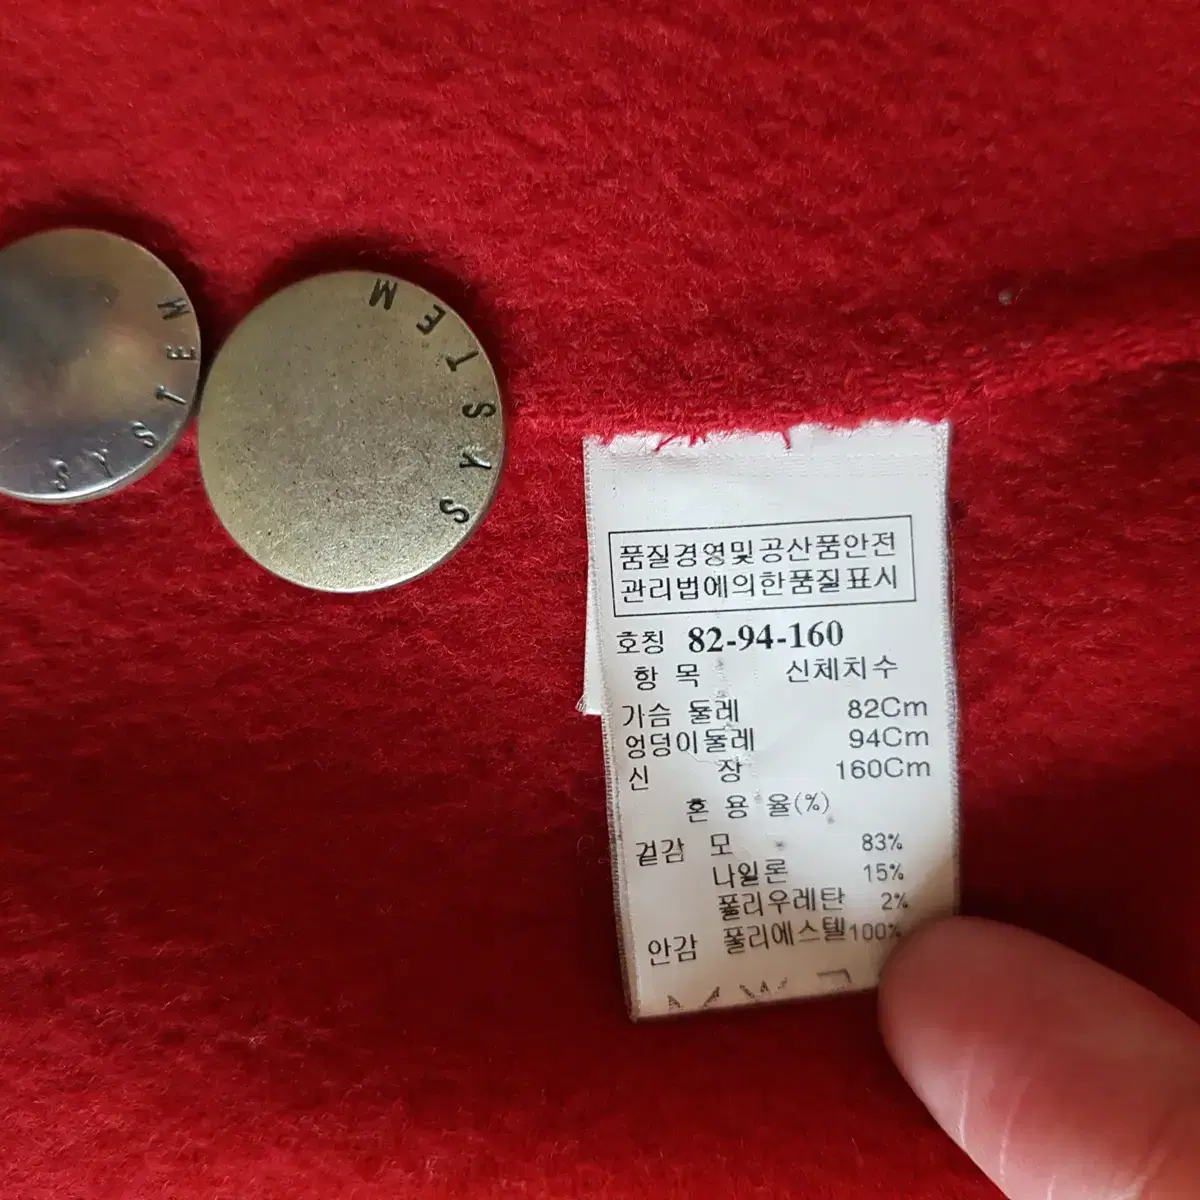 SYSTEM
SYSTEM
품질경영및공산품안전
관리법에의한품질표시
호칭 82-94-160
항 목 신체치수
가슴 둘레 82Cm
엉덩이둘레 94Cm
신 장 160Cm
혼 용 율(%)
겉감 모 83%
나일론 15%
폴리우레탄 2%
안감 폴리에스텔100%